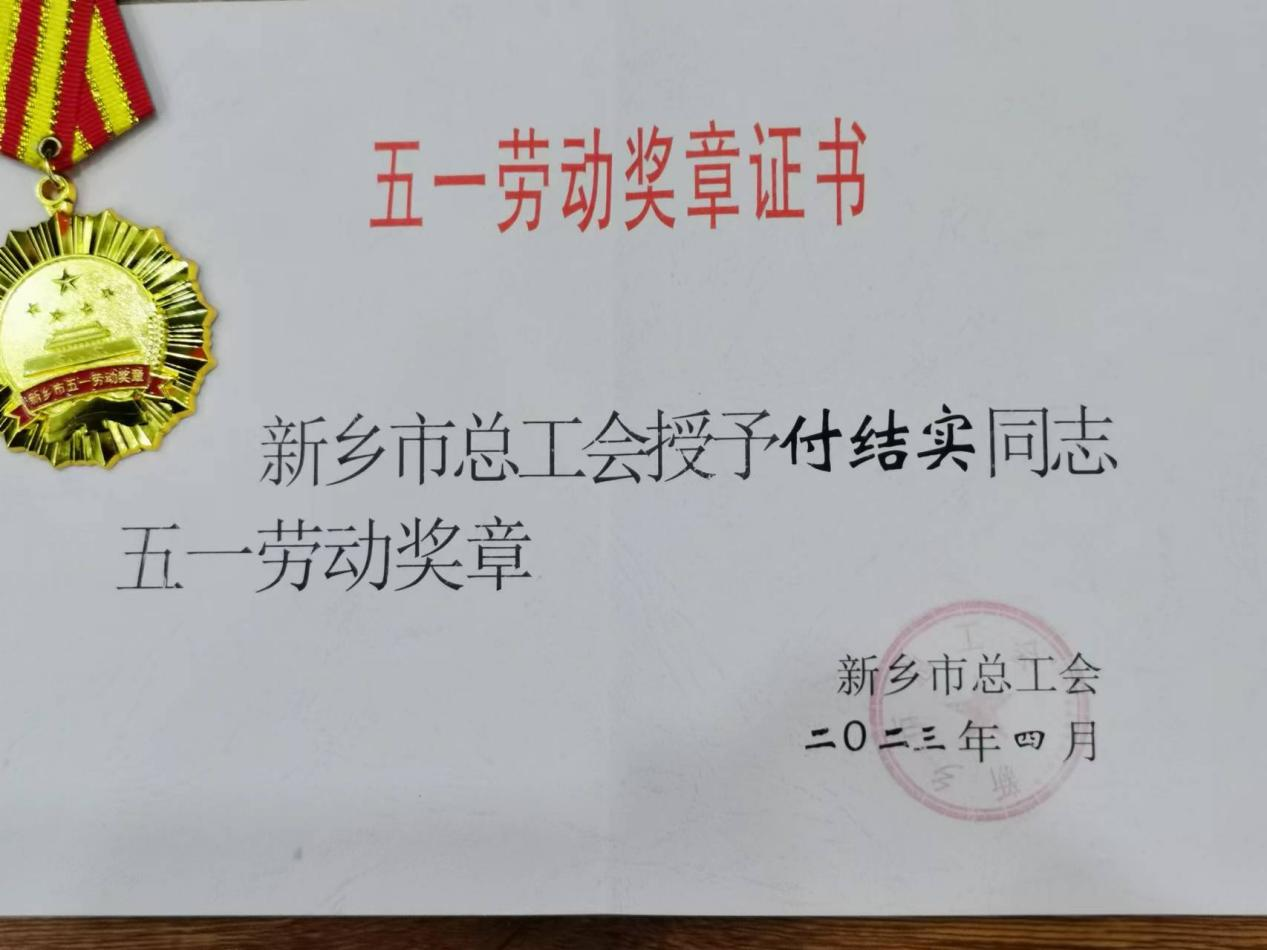 五一劳动奖章证书
新乡市五一劳动奖章
新乡市总工会授予付结实同志
五一劳动奖章
新乡市总工会
二〇二三年四月